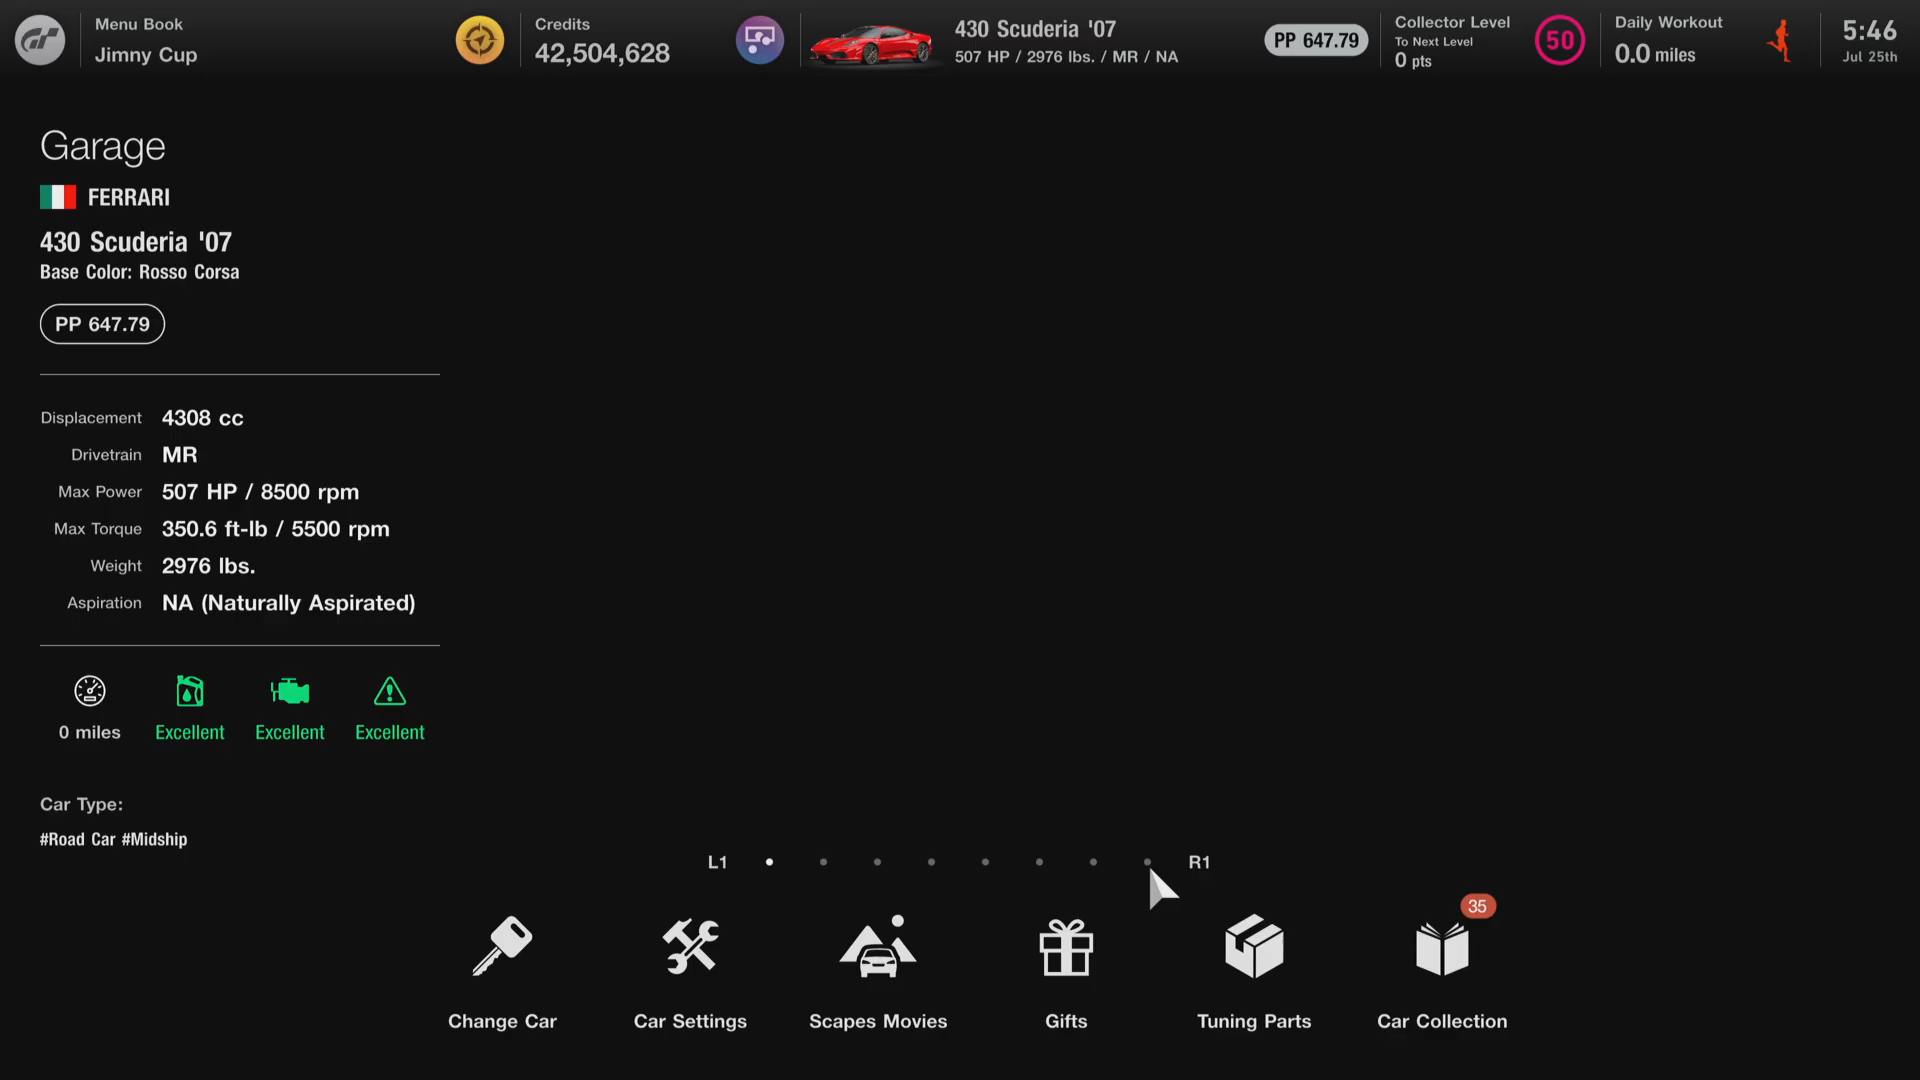 Menu Book
Jimny Cup
Credits
42,504,628
430 Scuderia '07
507 HP / 2976 lbs. / MR / NA
PP 647.79
Collector Level
To Next Level
0 pts
50
Daily Workout
0.0 miles
5:46
Jul 25th
Garage
FERRARI
430 Scuderia '07
Base Color: Rosso Corsa
PP 647.79
Displacement 4308 cc
Drivetrain MR
Max Power 507 HP / 8500 rpm
Max Torque 350.6 ft-lb / 5500 rpm
Weight 2976 lbs.
Aspiration NA (Naturally Aspirated)
0 miles
Excellent
Excellent
Excellent
Car Type:
#Road Car #Midship
L1
R1
35
Change Car
Car Settings
Scapes Movies
Gifts
Tuning Parts
Car Collection